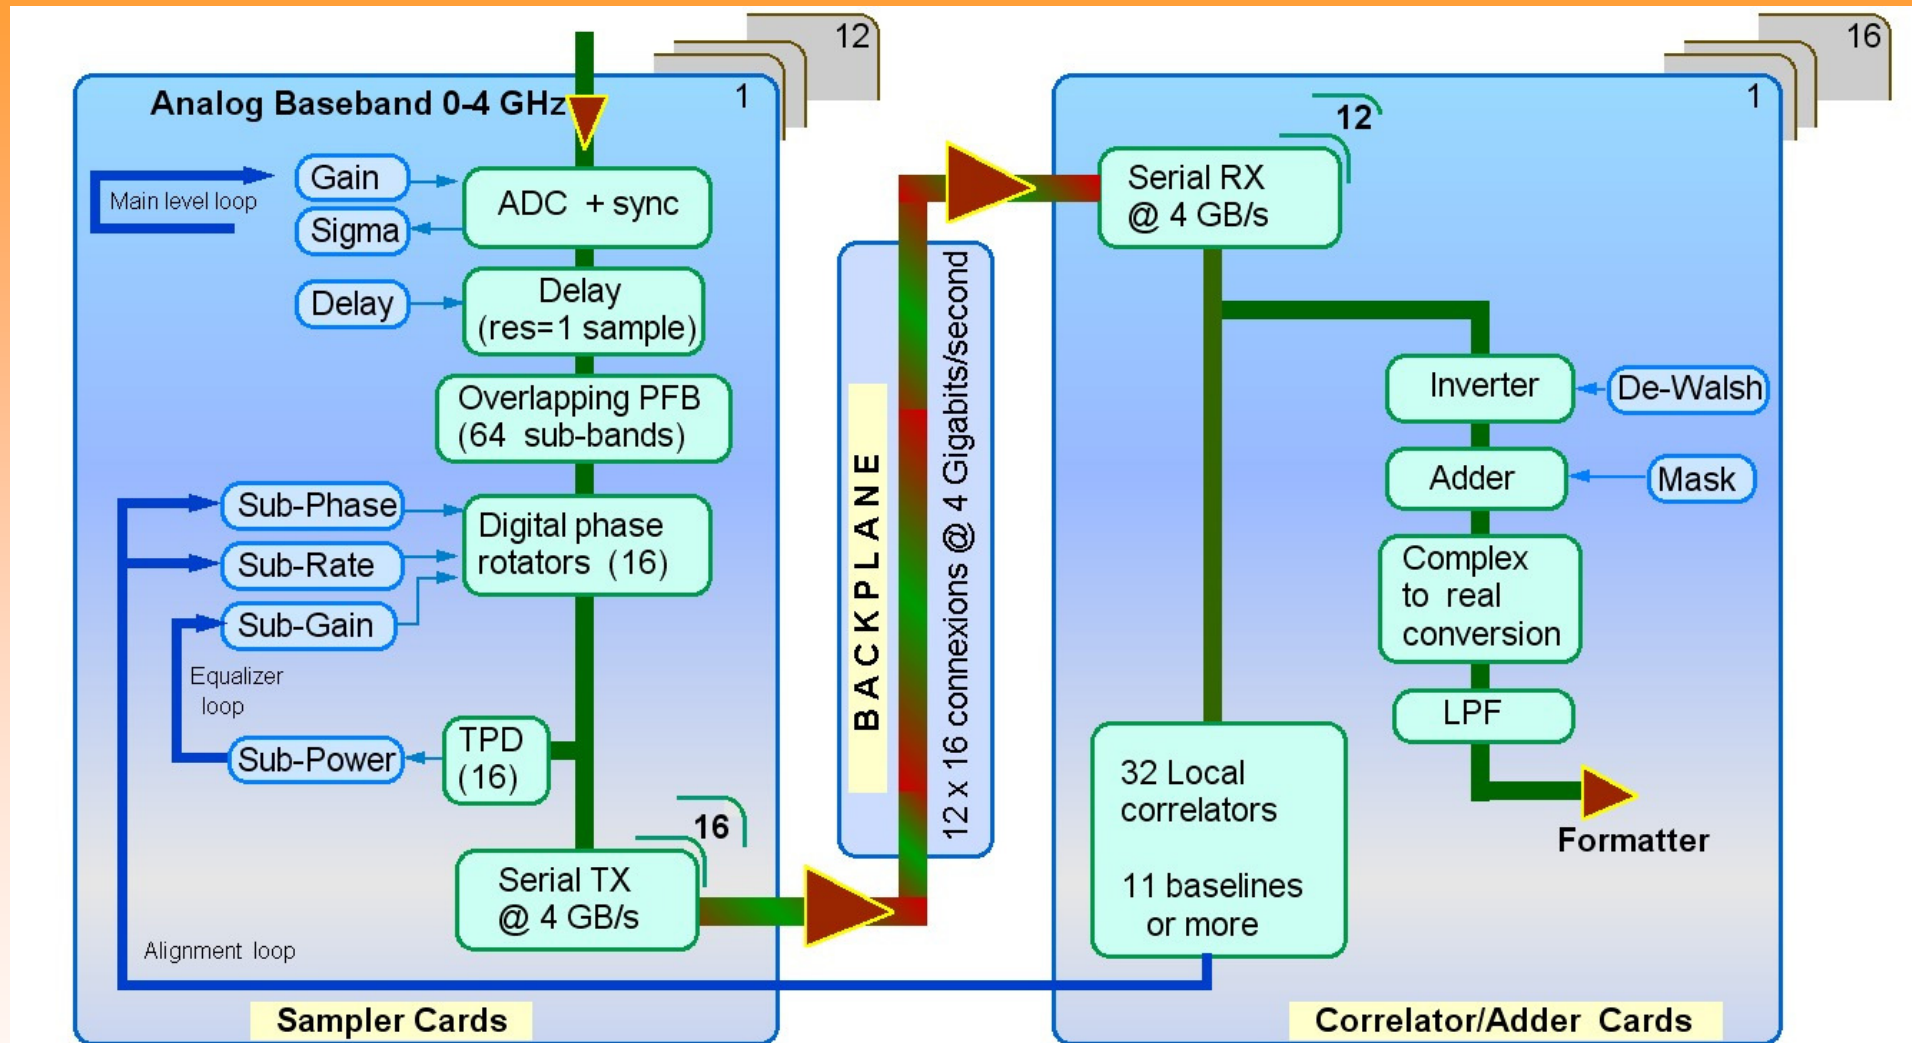 12
1
Analog Baseband 0-4 GHz
Main level loop
Gain
Sigma
ADC + sync
Delay
Delay
(res=1 sample)
Overlapping PFB
(64 sub-bands)
Sub-Phase
Sub-Rate
Sub-Gain
Digital phase
rotators (16)
Equalizer
loop
Sub-Power
TPD
(16)
16
Serial TX
@ 4 GB/s
Alignment loop
Sampler Cards
BACKPLANE
12 x 16 connexions @ 4 Gigabits/second
16
1
12
Serial RX
@ 4 GB/s
Inverter
De-Walsh
Adder
Mask
Complex
to real
conversion
LPF
Formatter
32 Local
correlators
11 baselines
or more
Correlator/Adder Cards